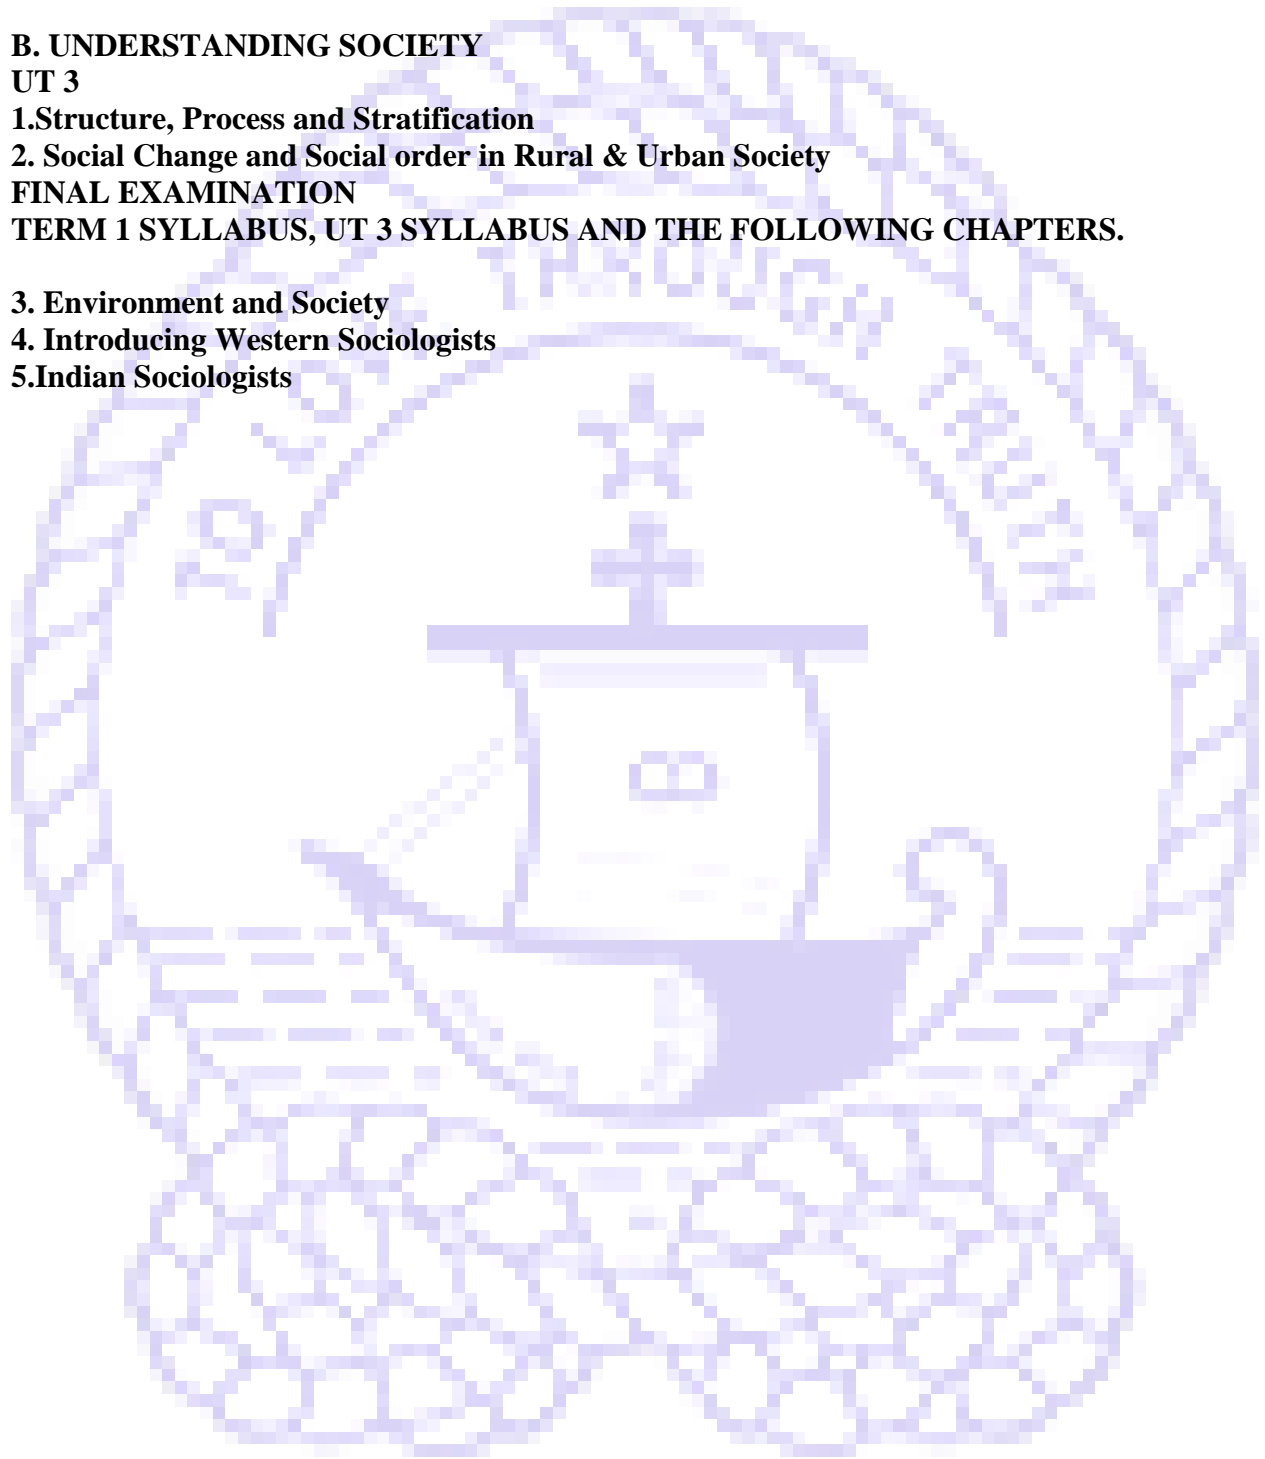 B. UNDERSTANDING SOCIETY
UT 3
1.Structure, Process and Stratification
2. Social Change and Social order in Rural & Urban Society
FINAL EXAMINATION
TERM 1 SYLLABUS, UT 3 SYLLABUS AND THE FOLLOWING CHAPTERS.
3. Environment and Society
4. Introducing Western Sociologists
5.Indian Sociologists
TO LOVE THROUGH TRUTH